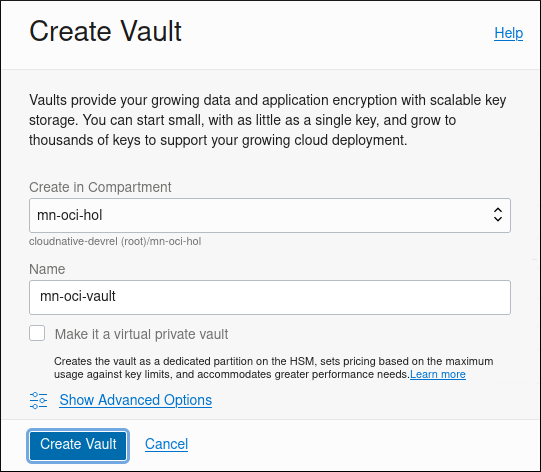 Create Vault
Help
Vaults provide your growing data and application encryption with scalable key
storage. You can start small, with as little as a single key, and grow to
thousands of keys to support your growing cloud deployment.
Create in Compartment
mn-oci-hol
cloudnative-devrel (root)/mn-oci-hol
Name
mn-oci-vault
Make it a virtual private vault
Creates the vault as a dedicated partition on the HSM, sets pricing based on the maximum
usage against key limits, and accommodates greater performance needs.Learn more
Show Advanced Options
Create Vault
Cancel